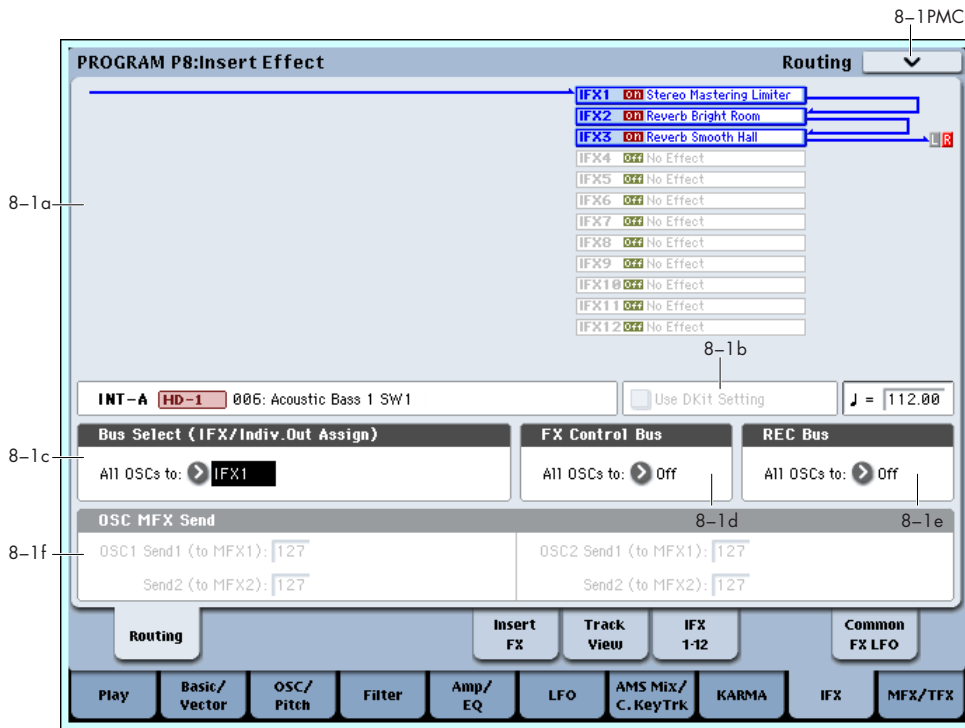 8–1PMC
PROGRAM P8:Insert Effect
Routing
IFX1 On Stereo Mastering Limiter
IFX2 On Reverb Bright Room
IFX3 On Reverb Smooth Hall
L R
IFX4 Off No Effect
IFX5 Off No Effect
IFX6 Off No Effect
8–1a
IFX7 Off No Effect
IFX8 Off No Effect
IFX9 Off No Effect
IFX10 Off No Effect
IFX11 Off No Effect
IFX12 Off No Effect
8–1b
INT-A HD-1 006: Acoustic Bass 1 SW1
Use DKit Setting
♩ = 112.00
Bus Select (IFX/Indiv.Out Assign)
FX Control Bus
REC Bus
8–1c
All OSCs to: IFX1
All OSCs to: Off
All OSCs to: Off
8–1d
8–1e
OSC MFX Send
8–1f
OSC1 Send1 (to MFX1): 127
OSC2 Send1 (to MFX1): 127
Send2 (to MFX2): 127
Send2 (to MFX2): 127
Routing
Insert FX
Track View
IFX 1-12
Common FX LFO
Play
Basic/ Vector
OSC/ Pitch
Filter
Amp/ EQ
LFO
AMS Mix/ C.KeyTrk
KARMA
IFX
MFX/TFX